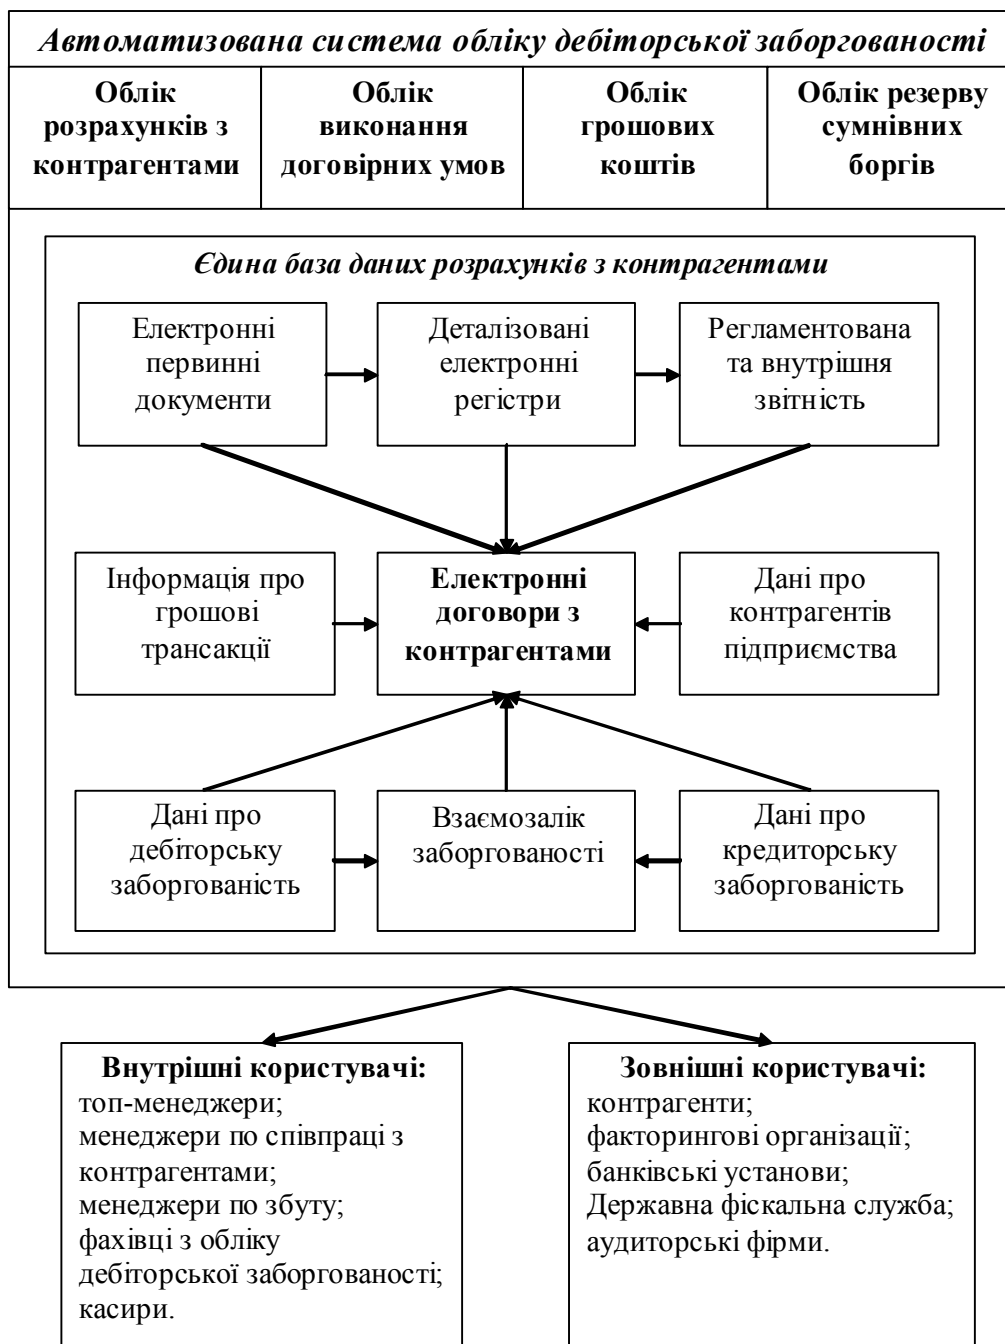 Автоматизована система обліку дебіторської заборгованості
Облік
розрахунків з
контрагентами
Облік
виконання
договірних умов
Облік
грошових
коштів
Облік резерву
сумнівних
боргів
Єдина база даних розрахунків з контрагентами
Електронні
первинні
документи
Деталізовані
електронні
регістри
Регламентована
та внутрішня
звітність
Інформація про
грошові
трансакції
Електронні
договори з
контрагентами
Дані про
контрагентів
підприємства
Дані про
дебіторську
заборгованість
Взаємозалік
заборгованості
Дані про
кредиторську
заборгованість
Внутрішні користувачі:
топ-менеджери;
менеджери по співпраці з
контрагентами;
менеджери по збуту;
фахівці з обліку
дебіторської заборгованості;
касири.
Зовнішні користувачі:
контрагенти;
факторингові організації;
банківські установи;
Державна фіскальна служба;
аудиторські фірми.